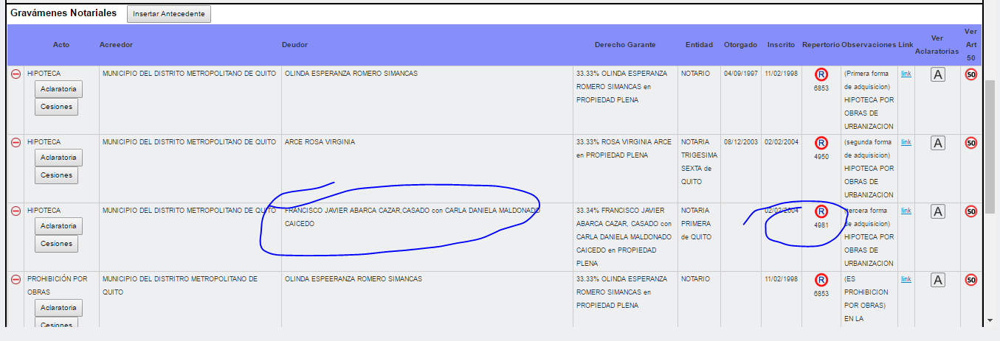 Gravámenes Notariales Insertar Antecedente
Acto Acreedor Deudor Derecho Garante Entidad Otorgado Inscrito Repertorio Observaciones Link Ver Aclaratorias Ver Art 50
HIPOTECA
Aclaratoria
Cesiones
MUNICIPIO DEL DISTRITO METROPOLITANO DE QUITO
OLINDA ESPERANZA ROMERO SIMANCAS
33.33% OLINDA ESPERANZA
ROMERO SIMANCAS en
PROPIEDAD PLENA
NOTARIO
04/09/1997
11/02/1998
R
6853
(Primera forma
de adquisicion)
HIPOTECA POR
OBRAS DE
URBANIZACION
link
A
50
HIPOTECA
Aclaratoria
Cesiones
MUNICIPIO DEL DISTRITO METROPOLITANO DE QUITO
ARCE ROSA VIRGINIA
33.33% ROSA VIRGINIA ARCE
en PROPIEDAD PLENA
NOTARIA
TRIGESIMA
SEXTA de
QUITO
08/12/2003
02/02/2004
R
4950
(segunda forma
de adquisicion)
HIPOTECA POR
OBRAS DE
URBANIZACION
link
A
50
HIPOTECA
Aclaratoria
Cesiones
MUNICIPIO DEL DISTRITO METROPOLITANO DE QUITO
FRANCISCO JAVIER ABARCA CAZAR,CASADO con CARLA DANIELA MALDONADO
CAICEDO
33.34% FRANCISCO JAVIER
ABARCA CAZAR, CASADO con
CARLA DANIELA MALDONADO
CAICEDO en PROPIEDAD
PLENA
NOTARIA
PRIMERA
de QUITO
02/02/2004
R
4981
(tercera forma
de adquisicion)
HIPOTECA POR
OBRAS DE
URBANIZACION
link
A
50
PROHIBICIÓN POR
OBRAS
Aclaratoria
Cesiones
MUNICIPIO DEL DISTRITRO METROPOLITANO DE
QUITO
OLINDA ESPEERANZA ROMERO SIMANCAS
33.33% OLINDA ESPERANZA
ROMERO SIMANCAS en
PROPIEDAD PLENA
NOTARIO
11/02/1998
R
6853
(ES
PROHIBICION
POR OBRAS)
EN LA
link
A
50